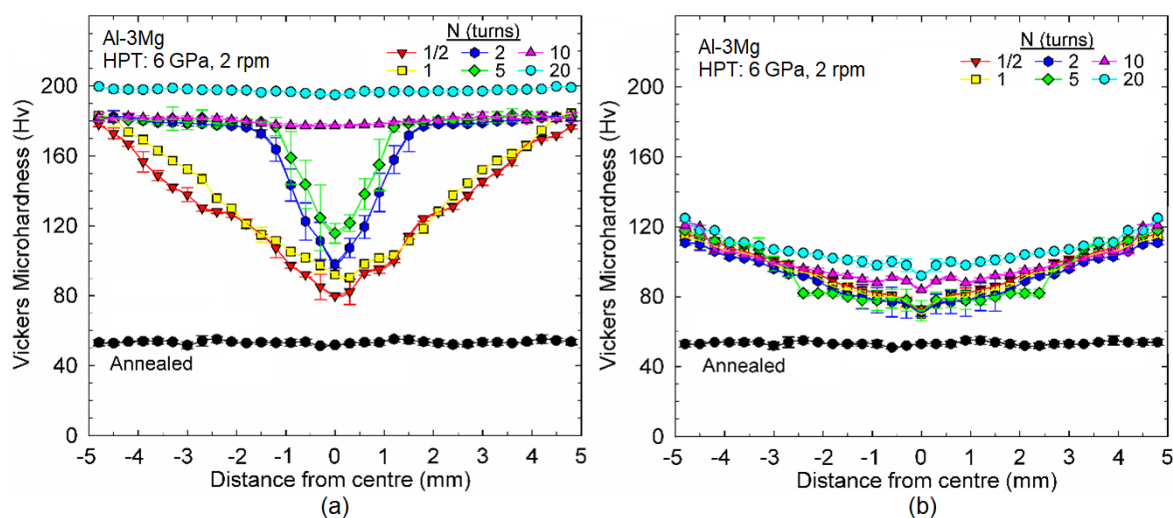 Al-3Mg
HPT: 6 GPa, 2 rpm
N (turns)
1/2 2 10
1 5 20
200
160
120
80
40
0
Vickers Microhardness (Hv)
Annealed
-5 -4 -3 -2 -1 0 1 2 3 4 5
Distance from centre (mm)
(a)
Al-3Mg
HPT: 6 GPa, 2 rpm
N (turns)
1/2 2 10
1 5 20
200
160
120
80
40
0
Vickers Microhardness (Hv)
Annealed
-5 -4 -3 -2 -1 0 1 2 3 4 5
Distance from centre (mm)
(b)